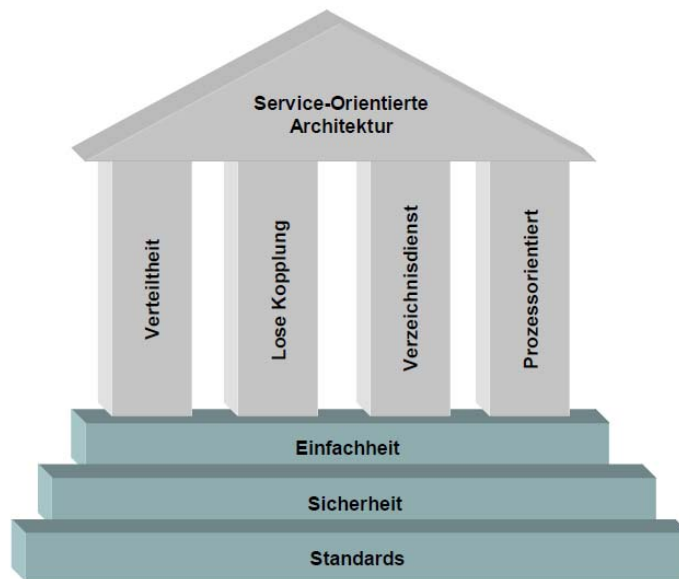 Service-Orientierte
Architektur
Verteiltheit
Lose Kopplung
Verzeichnisdienst
Prozessorientiert
Einfachheit
Sicherheit
Standards